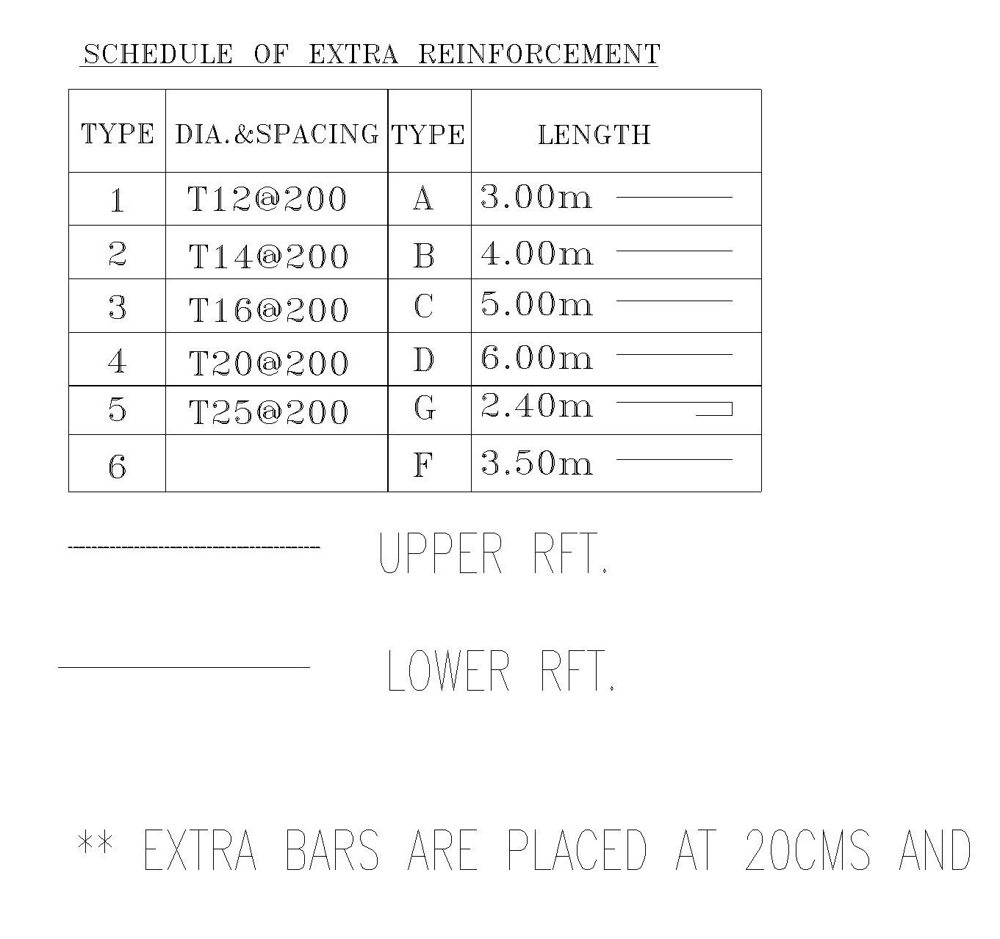 SCHEDULE OF EXTRA REINFORCEMENT
TYPE DIA.&SPACING TYPE LENGTH
1 T12@200 A 3.00m
2 T14@200 B 4.00m
3 T16@200 C 5.00m
4 T20@200 D 6.00m
5 T25@200 G 2.40m
6 F 3.50m
UPPER RFT.
LOWER RFT.
** EXTRA BARS ARE PLACED AT 20CMS AND